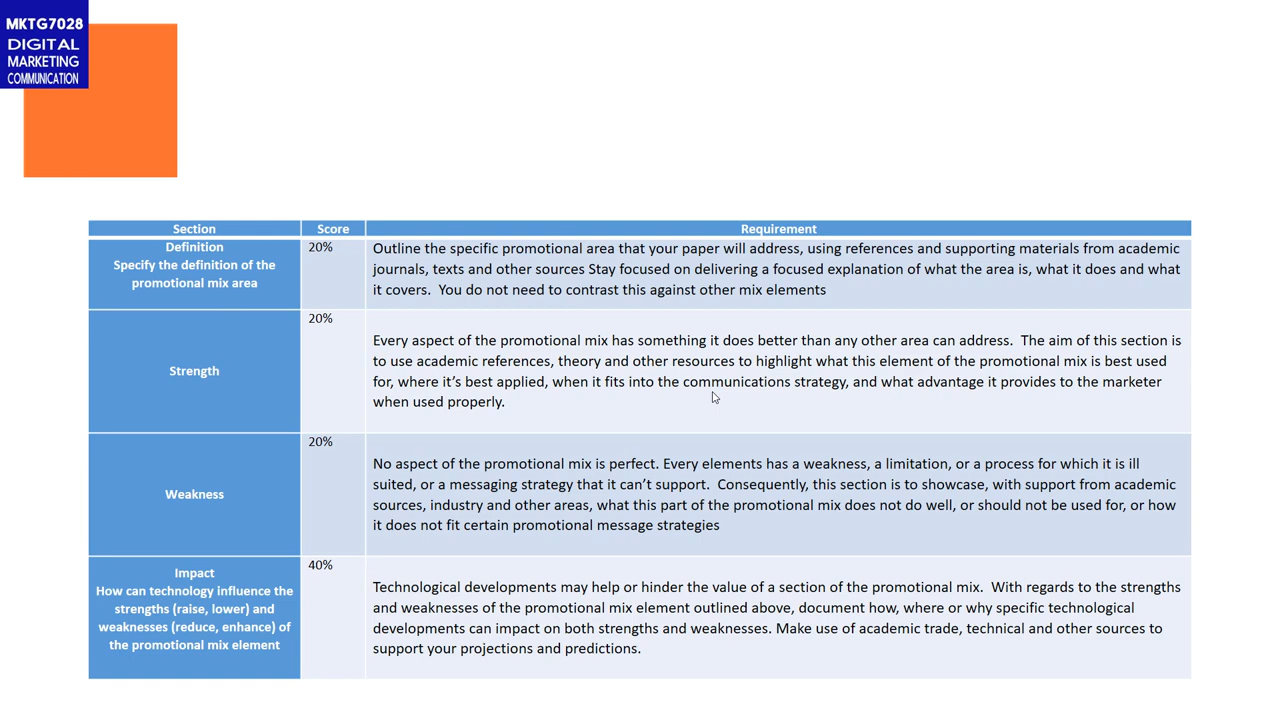 MKTG7028
DIGITAL
MARKETING
COMMUNICATION
Section Score Requirement
Definition
Specify the definition of the
promotional mix area
20%
Outline the specific promotional area that your paper will address, using references and supporting materials from academic
journals, texts and other sources Stay focused on delivering a focused explanation of what the area is, what it does and what
it covers.  You do not need to contrast this against other mix elements
Strength
20%
Every aspect of the promotional mix has something it does better than any other area can address.  The aim of this section is
to use academic references, theory and other resources to highlight what this element of the promotional mix is best used
for, where it's best applied, when it fits into the communications strategy, and what advantage it provides to the marketer
when used properly.
Weakness
20%
No aspect of the promotional mix is perfect. Every elements has a weakness, a limitation, or a process for which it is ill
suited, or a messaging strategy that it can't support.  Consequently, this section is to showcase, with support from academic
sources, industry and other areas, what this part of the promotional mix does not do well, or should not be used for, or how
it does not fit certain promotional message strategies
Impact
How can technology influence the
strengths (raise, lower) and
weaknesses (reduce, enhance) of
the promotional mix element
40%
Technological developments may help or hinder the value of a section of the promotional mix.  With regards to the strengths
and weaknesses of the promotional mix element outlined above, document how, where or why specific technological
developments can impact on both strengths and weaknesses. Make use of academic trade, technical and other sources to
support your projections and predictions.